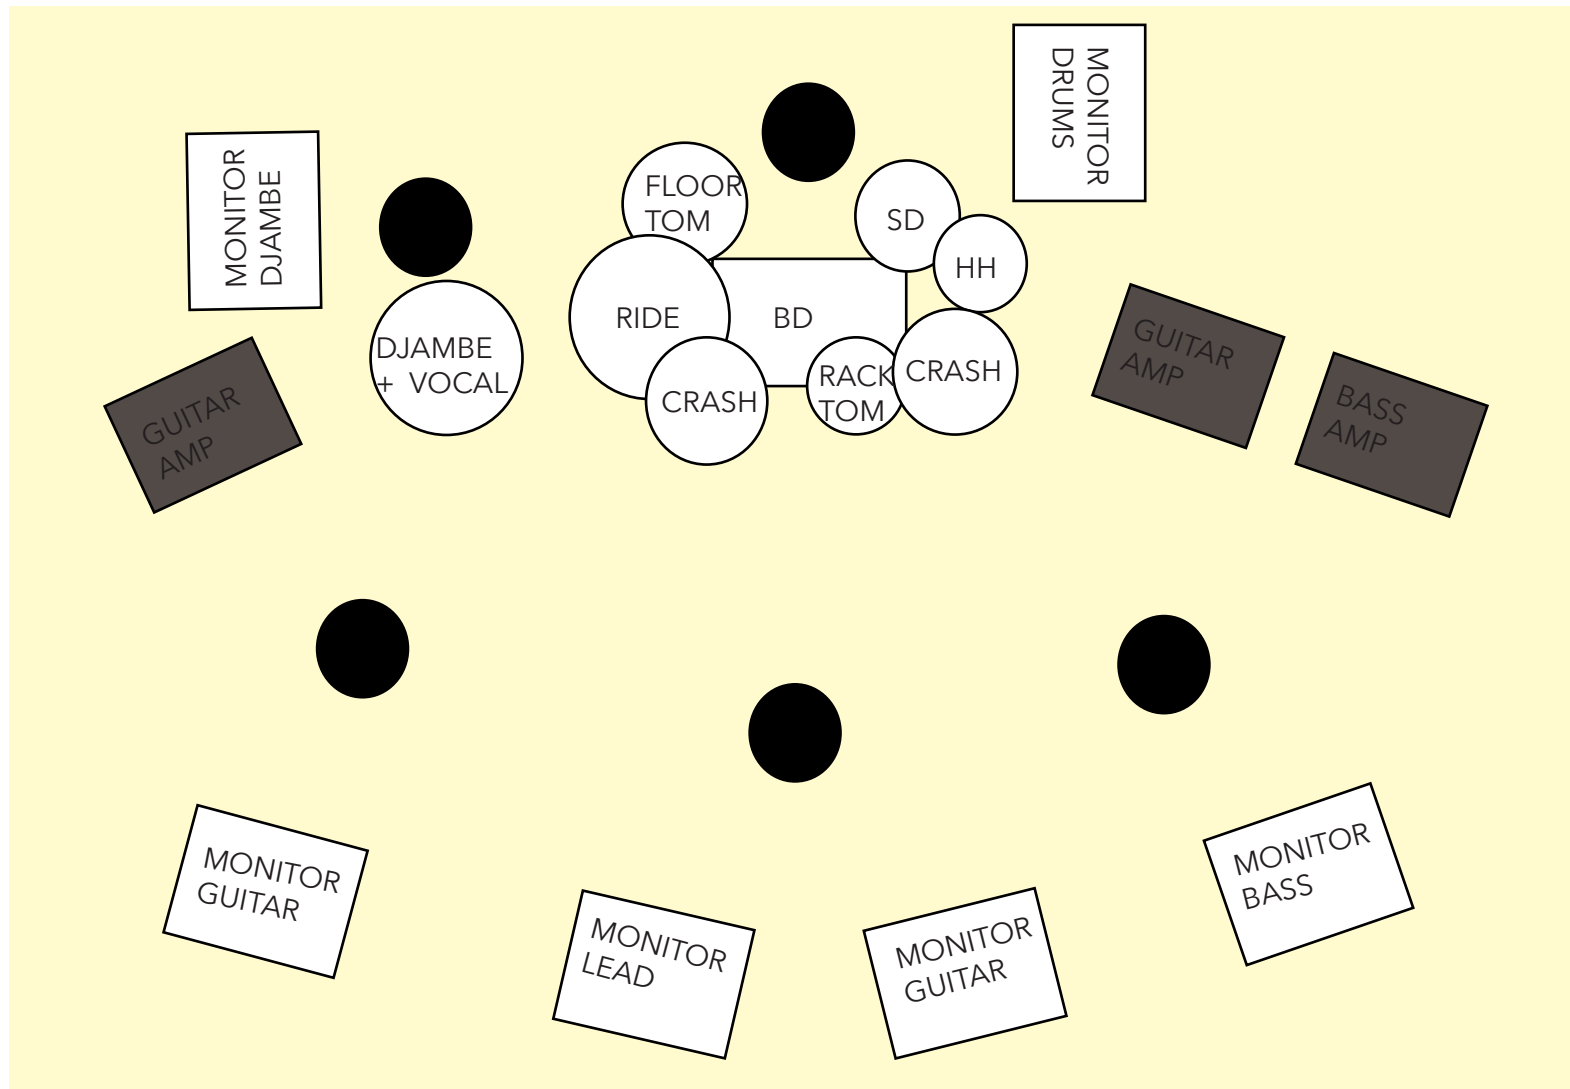 MONITOR
DRUMS
MONITOR
DJAMBE
FLOOR
TOM
SD
HH
RIDE
BD
DJAMBE
+ VOCAL
CRASH
RACK
TOM
CRASH
GUITAR
AMP
GUITAR
AMP
BASS
AMP
MONITOR
GUITAR
MONITOR
LEAD
MONITOR
GUITAR
MONITOR
BASS